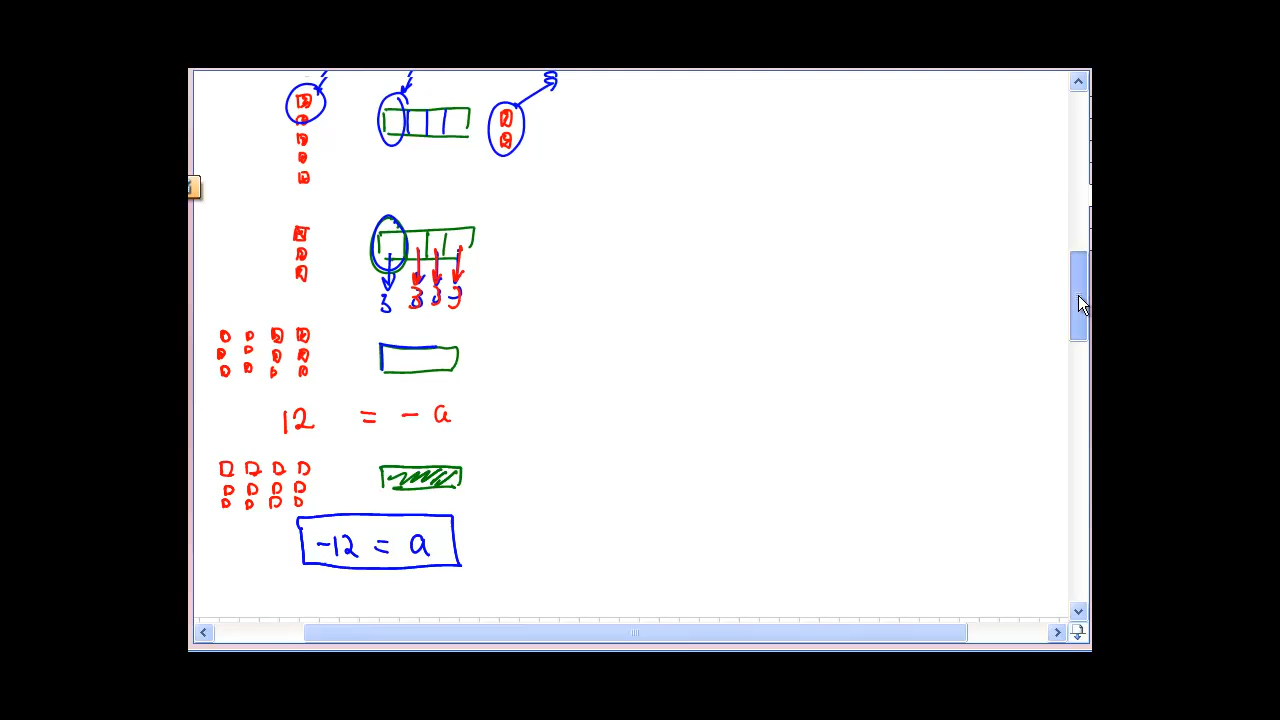 3 3 3 3
12 = - a
-12 = a